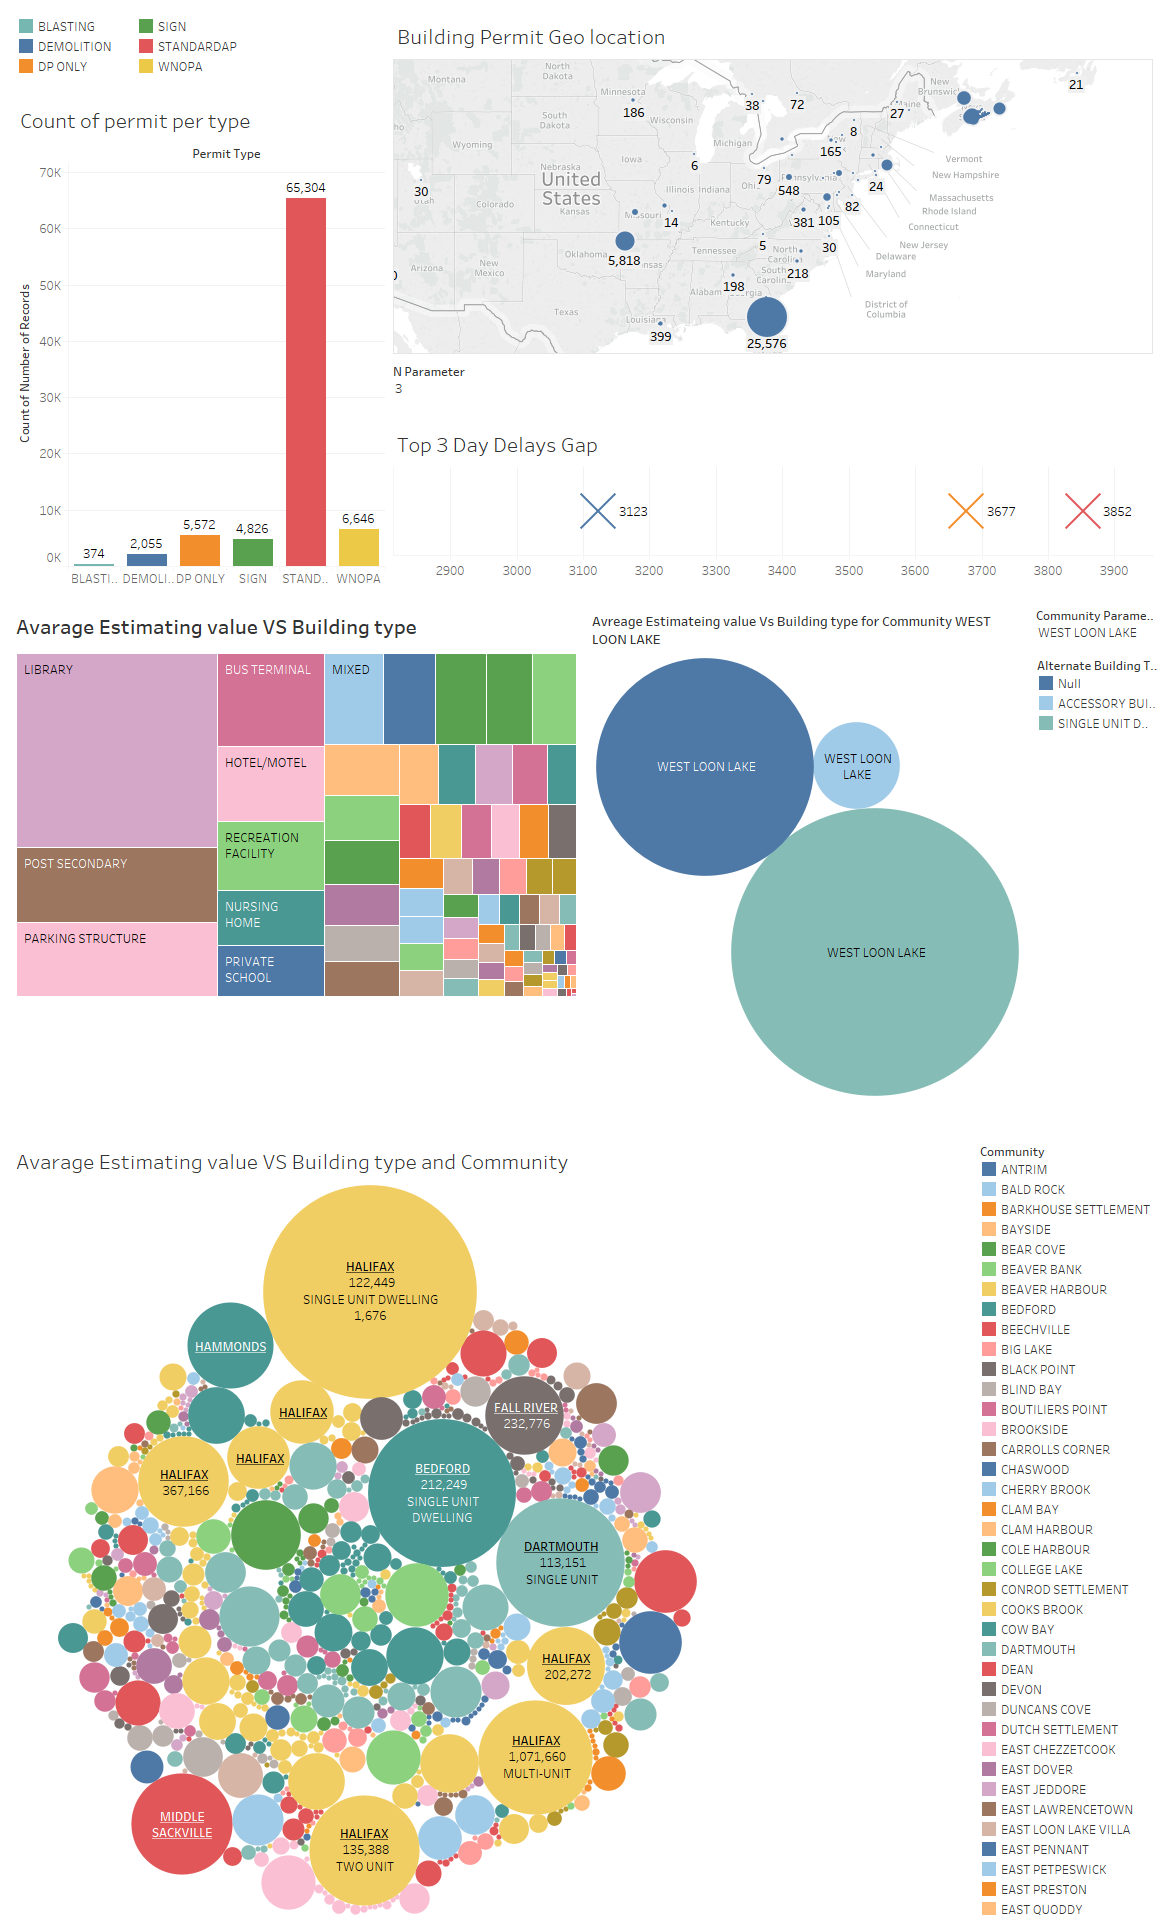 BLASTING
DEMOLITION
DP ONLY
SIGN
STANDARDAP
WNOPA
Count of permit per type
Permit Type
Count of Number of Records
70K
60K
50K
40K
30K
20K
10K
0K
374
2,055
5,572
4,826
65,304
6,646
BLASTI..
DEMOLI..
DP ONLY
SIGN
STAND..
WNOPA
Building Permit Geo location
Montana
North
Dakota
Minnesota
186
South
Dakota
Wisconsin
Wyoming
38
72
27
New
Brunswick
21
8
Michigan
165
6
Iowa
Nebraska
United
States
30
Utah
Colorado
Kansas
Missouri
14
Illinois
Indiana
79
548
24
82
Vermont
New Hampshire
Massachusetts
Rhode Island
Connecticut
New Jersey
Delaware
Maryland
District of
Columbia
Kentucky
381
105
5
30
Tennessee
North
Carolina
South
Carolina
218
Oklahoma
5,818
Arizona
New
Mexico
Texas
198
Louisiana
399
25,576
N Parameter
3
Top 3 Day Delays Gap
3123
3677
3852
2900
3000
3100
3200
3300
3400
3500
3600
3700
3800
3900
Avarage Estimating value VS Building type
LIBRARY
POST SECONDARY
PARKING STRUCTURE
BUS TERMINAL
HOTEL/MOTEL
RECREATION
FACILITY
NURSING
HOME
PRIVATE
SCHOOL
MIXED
Avreage Estimateing value Vs Building type for Community WEST
LOON LAKE
WEST LOON LAKE
WEST LOON
LAKE
WEST LOON LAKE
Community Parame..
WEST LOON LAKE
Alternate Building T..
Null
ACCESSORY BUI..
SINGLE UNIT D..
Avarage Estimating value VS Building type and Community
HALIFAX
122,449
SINGLE UNIT DWELLING
1,676
HAMMONDS
HALIFAX
FALL RIVER
232,776
HALIFAX
HALIFAX
367,166
BEDFORD
212,249
SINGLE UNIT
DWELLING
DARTMOUTH
113,151
SINGLE UNIT
HALIFAX
202,272
HALIFAX
1,071,660
MULTI-UNIT
MIDDLE
SACKVILLE
HALIFAX
135,388
TWO UNIT
Community
ANTRIM
BALD ROCK
BARKHOUSE SETTLEMENT
BAYSIDE
BEAR COVE
BEAVER BANK
BEAVER HARBOUR
BEDFORD
BEECHVILLE
BIG LAKE
BLACK POINT
BLIND BAY
BOUTILIERS POINT
BROOKSIDE
CARROLLS CORNER
CHASWOOD
CHERRY BROOK
CLAM BAY
CLAM HARBOUR
COLE HARBOUR
COLLEGE LAKE
CONROD SETTLEMENT
COOKS BROOK
COW BAY
DARTMOUTH
DEAN
DEVON
DUNCANS COVE
DUTCH SETTLEMENT
EAST CHEZZETCOOK
EAST DOVER
EAST JEDDORE
EAST LAWRENCETOWN
EAST LOON LAKE VILLA
EAST PENNANT
EAST PETPESWICK
EAST PRESTON
EAST QUODDY